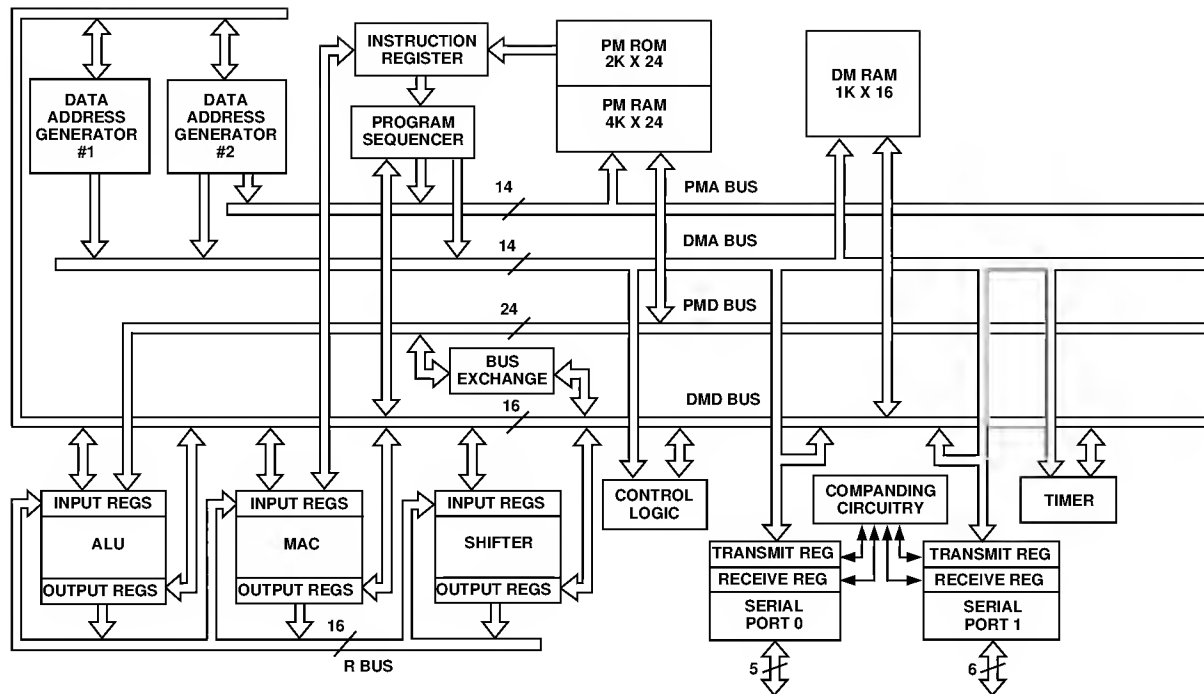 INSTRUCTION
REGISTER
PM ROM
2K X 24
PM RAM
4K X 24
DM RAM
1K X 16
DATA
ADDRESS
GENERATOR
#1
DATA
ADDRESS
GENERATOR
#2
PROGRAM
SEQUENCER
14
PMA BUS
14
DMA BUS
24
PMD BUS
BUS
EXCHANGE
16
DMD BUS
INPUT REGS
ALU
OUTPUT REGS
INPUT REGS
MAC
OUTPUT REGS
INPUT REGS
SHIFTER
OUTPUT REGS
16
R BUS
CONTROL
LOGIC
COMPANDING
CIRCUITRY
TIMER
TRANSMIT REG
RECEIVE REG
SERIAL
PORT 0
5
TRANSMIT REG
RECEIVE REG
SERIAL
PORT 1
6